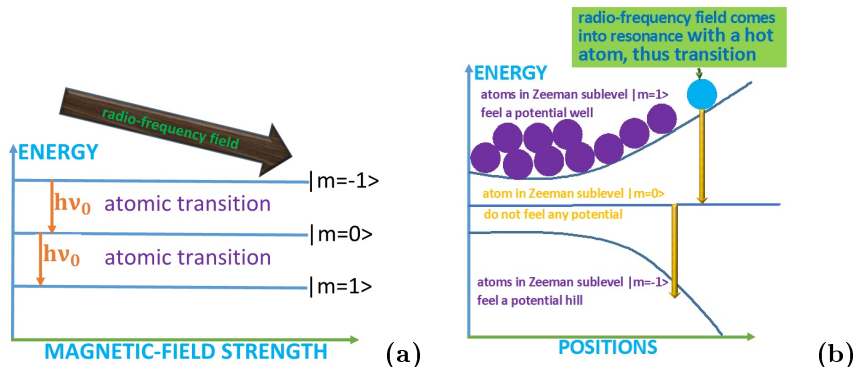 radio-frequency field
ENERGY
|m=-1>
hν₀ atomic transition
|m=0>
hν₀ atomic transition
|m=1>
MAGNETIC-FIELD STRENGTH
(a)
radio-frequency field comes
into resonance with a hot
atom, thus transition
ENERGY
atoms in Zeeman sublevel |m=1>
feel a potential well
atom in Zeeman sublevel |m=0>
do not feel any potential
atoms in Zeeman sublevel |m=-1>
feel a potential hill
POSITIONS
(b)